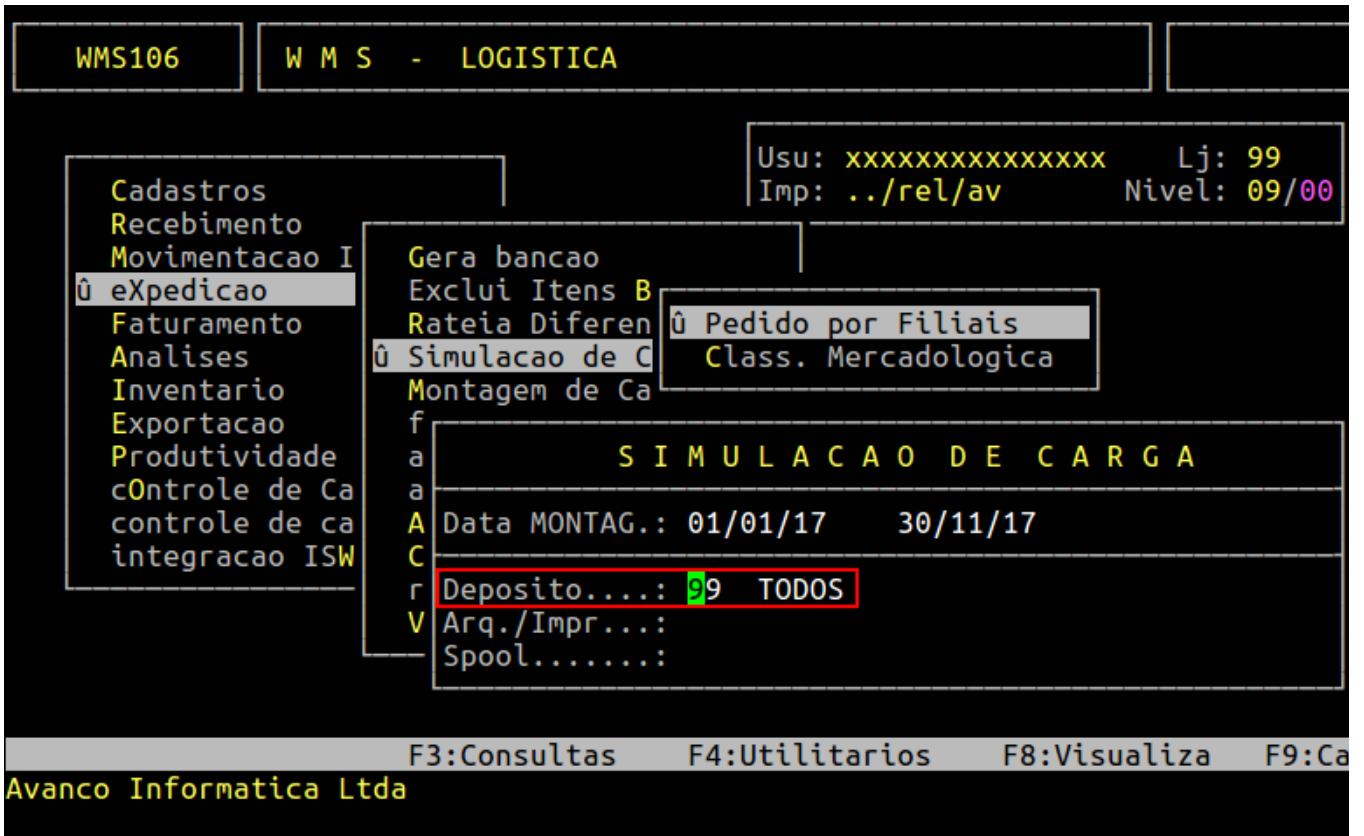 WMS106 W M S - LOGISTICA
Usu: xxxxxxxxxxxxxxx Lj: 99
Imp: ../rel/av Nivel: 09/00
Cadastros
Recebimento
Movimentacao I
û eXpedicao
Faturamento
Analises
Inventario
Exportacao
Produtividade
cOntrole de Ca
controle de ca
integracao ISW
Gera bancao
Exclui Itens B
Rateia Diferen
û Simulacao de C
Montagem de Ca
f
a
a
A
C
r
V
û Pedido por Filiais
Class. Mercadologica
S I M U L A C A O D E C A R G A
Data MONTAG.: 01/01/17 30/11/17
Deposito....: 99 TODOS
Arq./Impr...:
Spool.......:
F3:Consultas F4:Utilitarios F8:Visualiza F9:Ca
Avanco Informatica Ltda